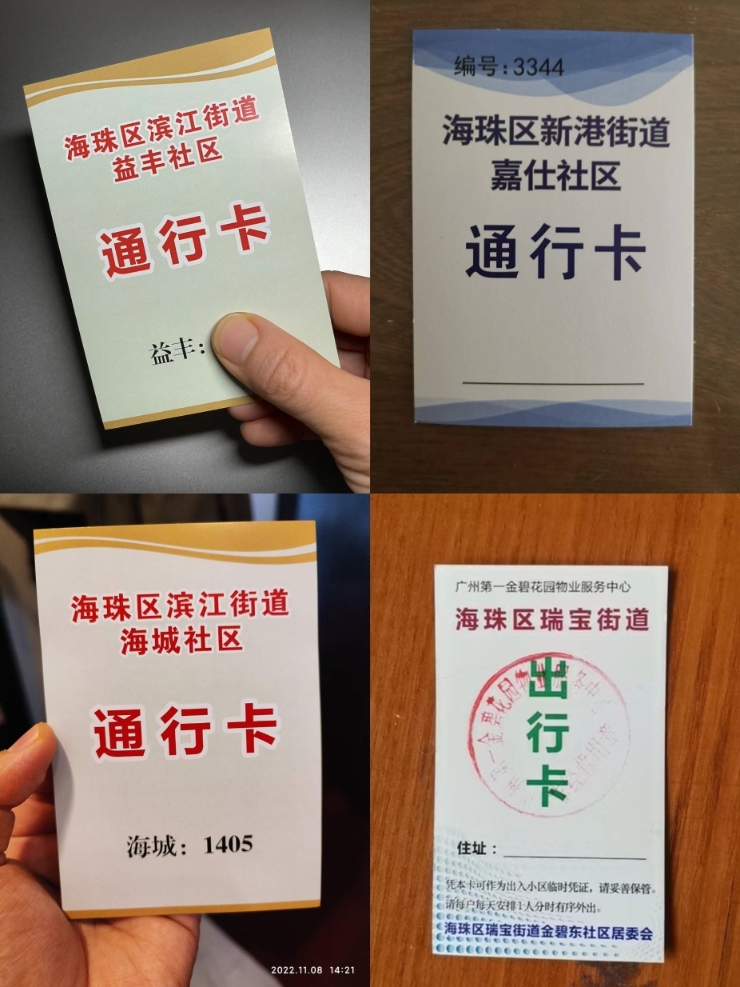 海珠区滨江街道
益丰社区
通行卡
益丰:
编号:3344
海珠区新港街道
嘉仕社区
通行卡
海珠区滨江街道
海城社区
通行卡
海城: 1405
2022.11.08 14:21
广州第一金碧花园物业服务中心
海珠区瑞宝街道
出
行
卡
住址:
凭本卡可作为出入小区临时凭证,请妥善保管。
请每户每天安排1人分时有序外出。
海珠区瑞宝街道金碧东社区居委会